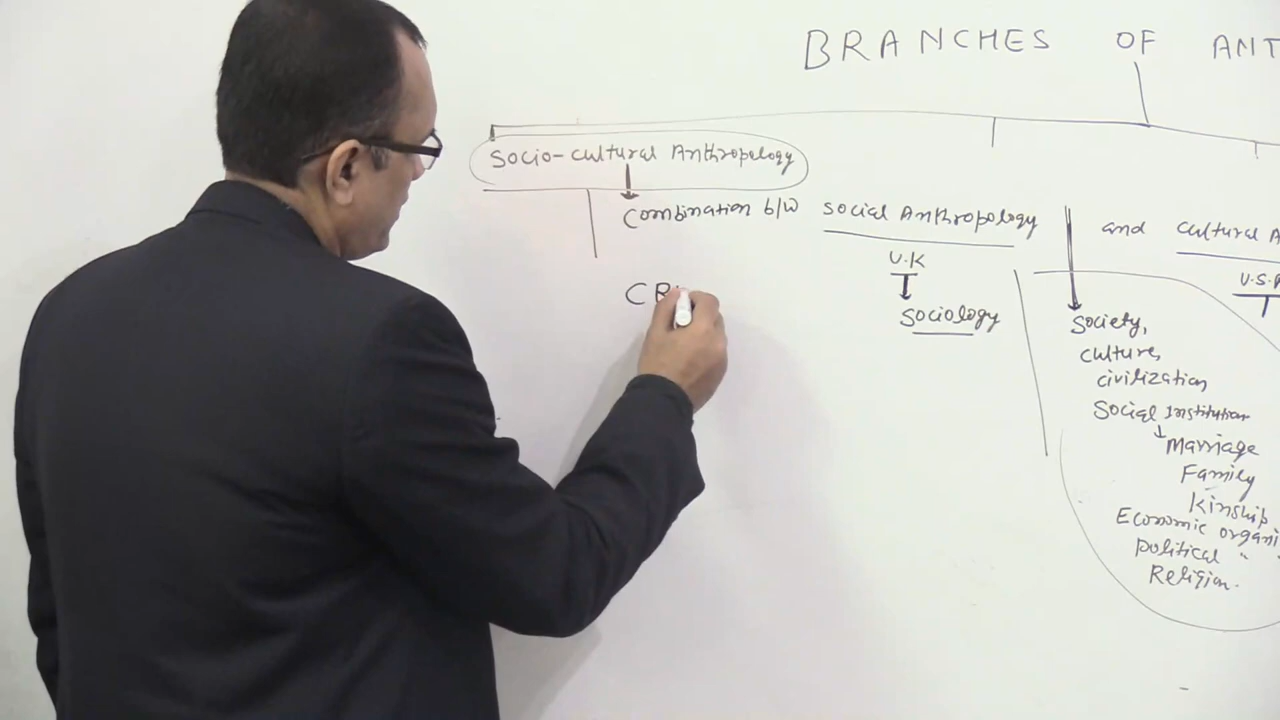 BRANCHES OF ANT
Socio-cultural Anthropology
Combination b/w Social Anthropology and Cultural A
U.K
Sociology
U.S.A
Society,
Culture,
civilization
Social Institution
Marriage
Family
Kinship
Economic organi
Political "
Religion.
CR